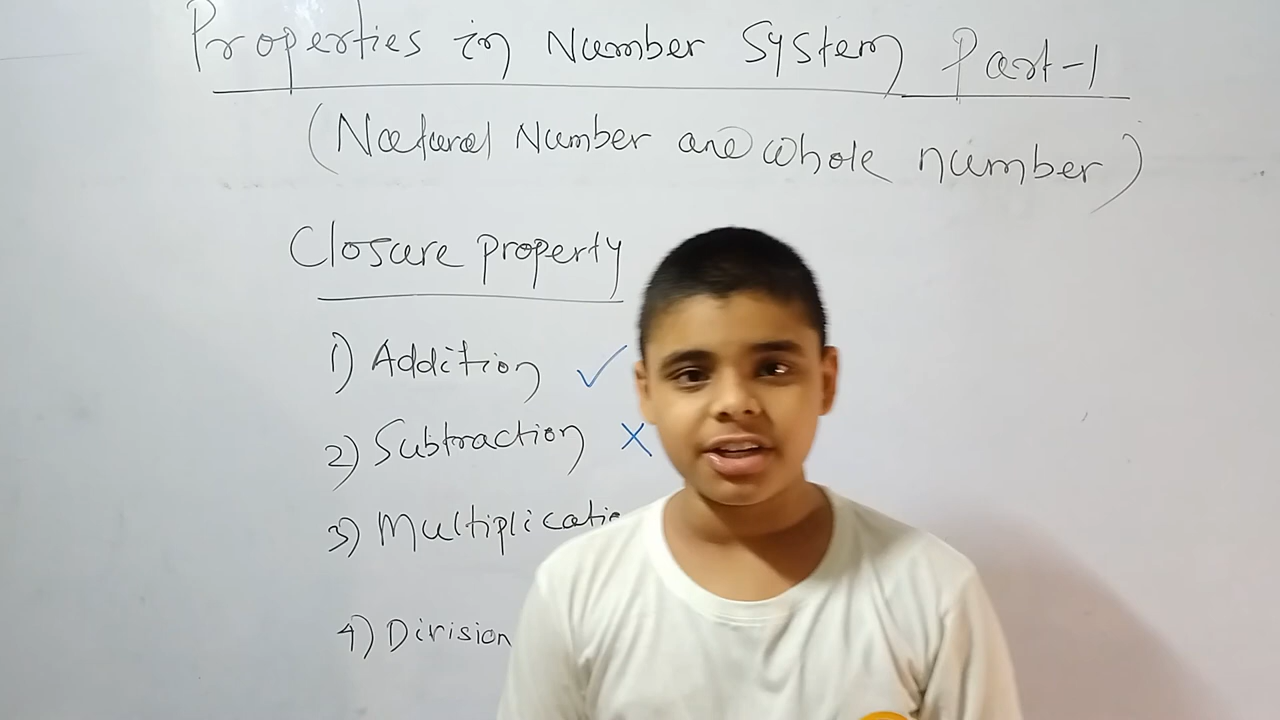 Properties in Number System Part-1
(Natural Number and whole number)
Closure property
1) Addition ✓
2) Subtraction ×
3) Multiplicatio
4) Division